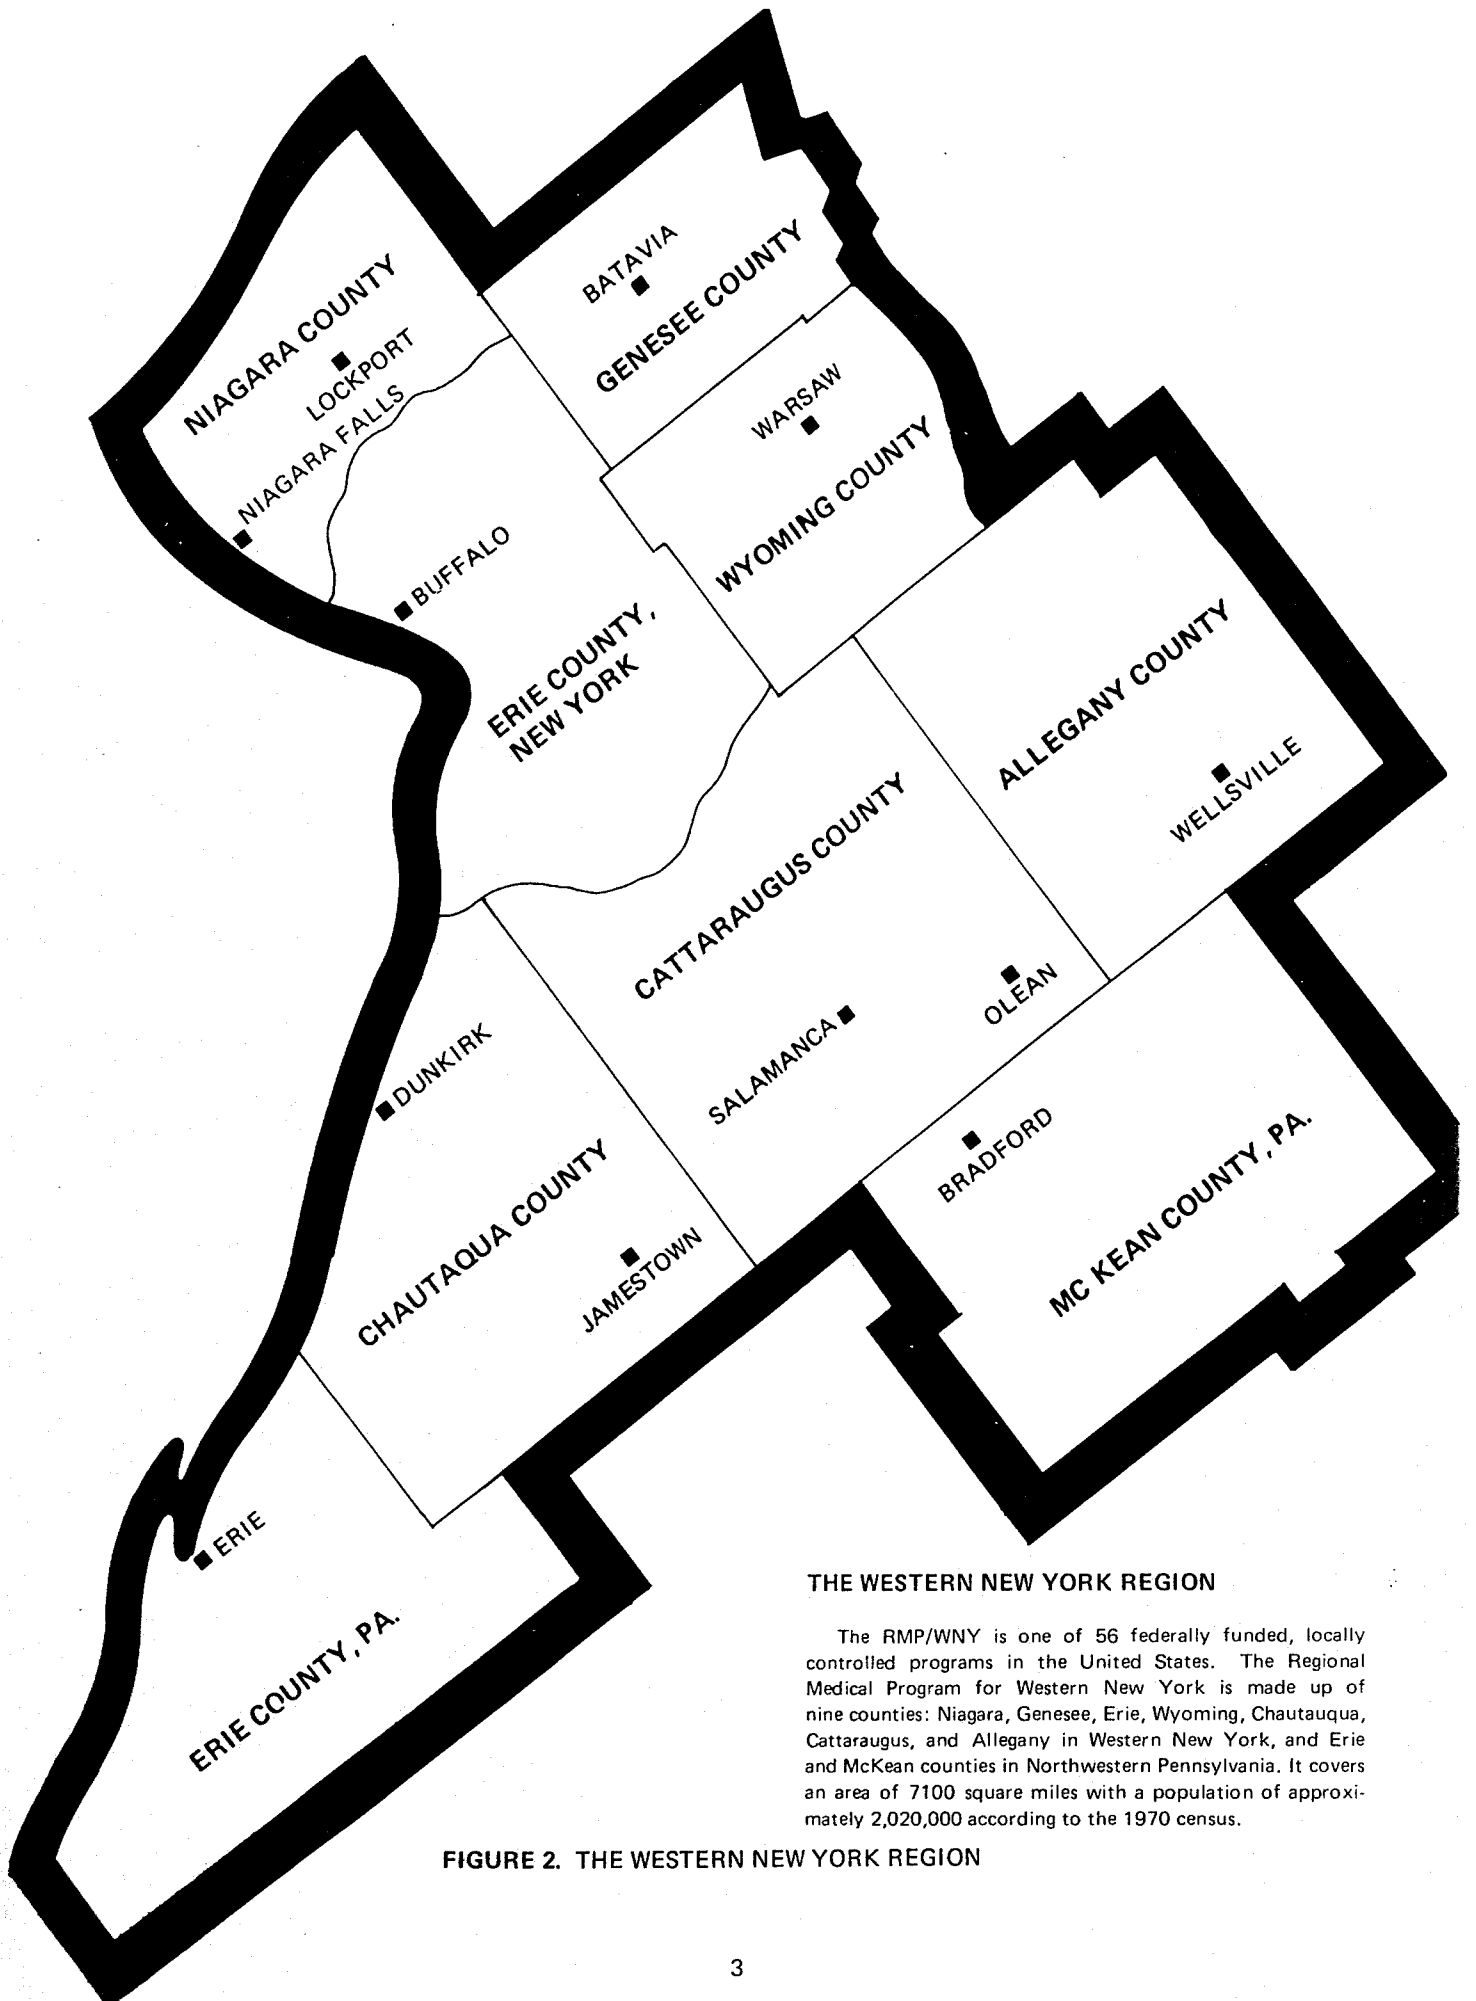 BATAVIA
GENESEE COUNTY
NIAGARA COUNTY
LOCKPORT
NIAGARA FALLS
WARSAW
WYOMING COUNTY
BUFFALO
ERIE COUNTY,
NEW YORK
ALLEGANY COUNTY
WELLSVILLE
CATTARAUGUS COUNTY
OLEAN
SALAMANCA
DUNKIRK
BRADFORD
MC KEAN COUNTY, PA.
CHAUTAQUA COUNTY
JAMESTOWN
ERIE
ERIE COUNTY, PA.
THE WESTERN NEW YORK REGION
The RMP/WNY is one of 56 federally funded, locally
controlled programs in the United States. The Regional
Medical Program for Western New York is made up of
nine counties: Niagara, Genesee, Erie, Wyoming, Chautauqua,
Cattaraugus, and Allegany in Western New York, and Erie
and McKean counties in Northwestern Pennsylvania. It covers
an area of 7100 square miles with a population of approxi-
mately 2,020,000 according to the 1970 census.
FIGURE 2. THE WESTERN NEW YORK REGION
3